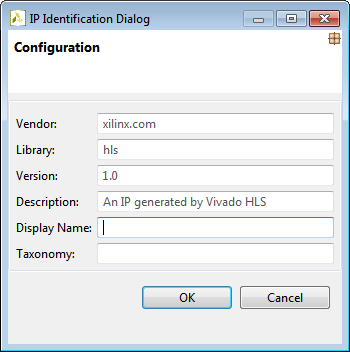 IP Identification Dialog
Configuration
Vendor: xilinx.com
Library: hls
Version: 1.0
Description: An IP generated by Vivado HLS
Display Name:
Taxonomy:
OK Cancel